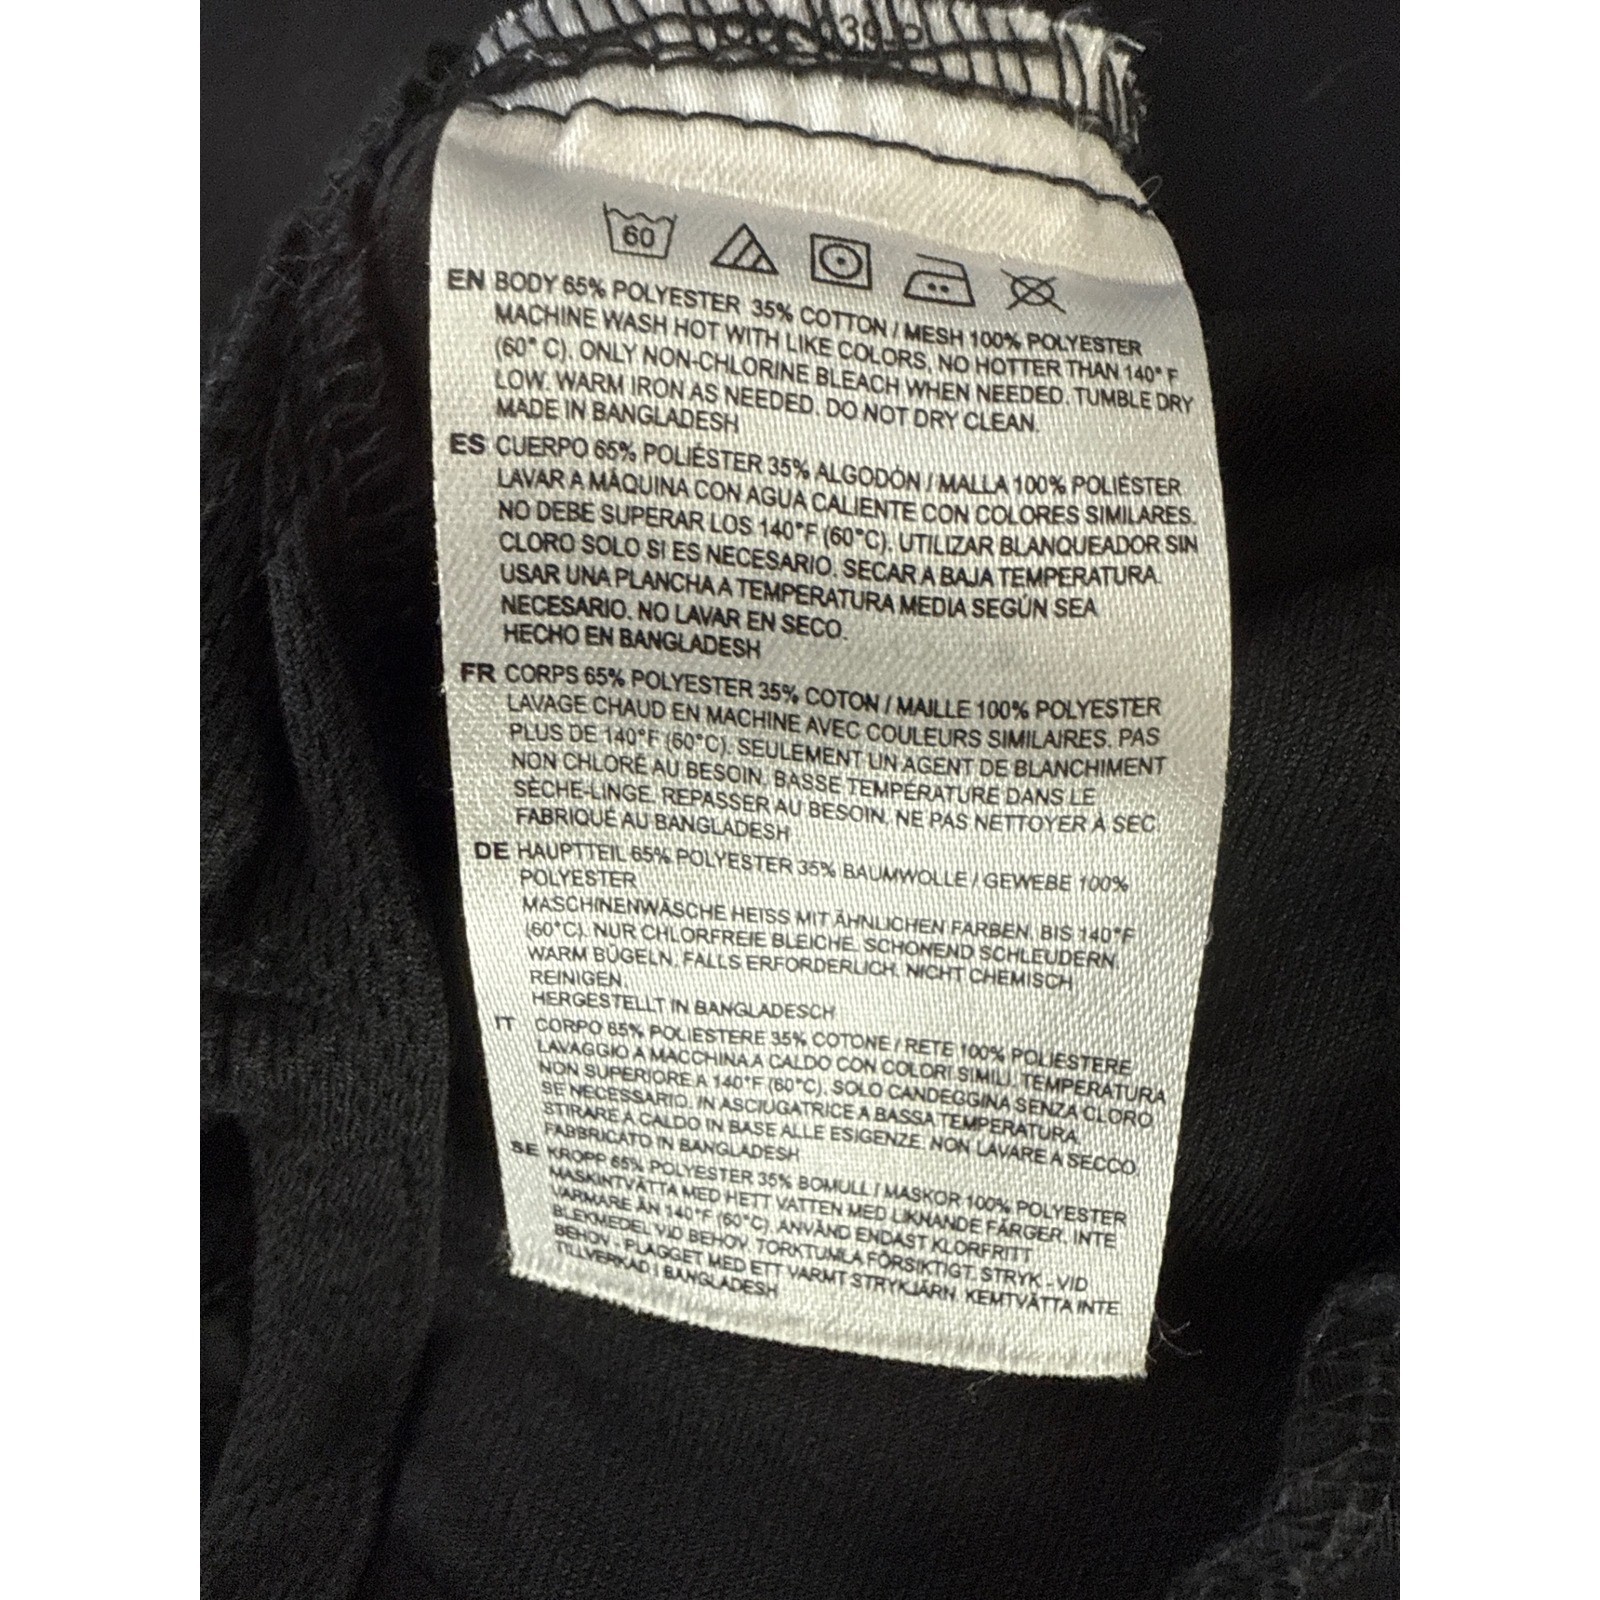 60
EN BODY 65% POLYESTER 35% COTTON / MESH 100% POLYESTER
MACHINE WASH HOT WITH LIKE COLORS, NO HOTTER THAN 140° F
(60° C). ONLY NON-CHLORINE BLEACH WHEN NEEDED. TUMBLE DRY
LOW. WARM IRON AS NEEDED. DO NOT DRY CLEAN.
MADE IN BANGLADESH
ES CUERPO 65% POLIÉSTER 35% ALGODÓN / MALLA 100% POLIÉSTER
LAVAR A MÁQUINA CON AGUA CALIENTE CON COLORES SIMILARES.
NO DEBE SUPERAR LOS 140°F (60°C). UTILIZAR BLANQUEADOR SIN
CLORO SOLO SI ES NECESARIO. SECAR A BAJA TEMPERATURA.
USAR UNA PLANCHA A TEMPERATURA MEDIA SEGÚN SEA
NECESARIO. NO LAVAR EN SECO.
HECHO EN BANGLADESH
FR CORPS 65% POLYESTER 35% COTON / MAILLE 100% POLYESTER
LAVAGE CHAUD EN MACHINE AVEC COULEURS SIMILAIRES. PAS
PLUS DE 140°F (60°C). SEULEMENT UN AGENT DE BLANCHIMENT
NON CHLORÉ AU BESOIN. BASSE TEMPÉRATURE DANS LE
SÈCHE-LINGE. REPASSER AU BESOIN. NE PAS NETTOYER À SEC.
FABRIQUÉ AU BANGLADESH
DE HAUPTTEIL 65% POLYESTER 35% BAUMWOLLE / GEWEBE 100%
POLYESTER
MASCHINENWÄSCHE HEISS MIT ÄHNLICHEN FARBEN. BIS 140°F
(60°C). NUR CHLORFREIE BLEICHE. SCHONEND SCHLEUDERN.
WARM BÜGELN. FALLS ERFORDERLICH. NICHT CHEMISCH
REINIGEN.
HERGESTELLT IN BANGLADESCH
IT CORPO 65% POLIESTERE 35% COTONE / RETE 100% POLIESTERE
LAVAGGIO A MACCHINA A CALDO CON COLORI SIMILI. TEMPERATURA
NON SUPERIORE A 140°F (60°C). SOLO CANDEGGINA SENZA CLORO
SE NECESSARIO. IN ASCIUGATRICE A BASSA TEMPERATURA.
STIRARE A CALDO IN BASE ALLE ESIGENZE. NON LAVARE A SECCO.
FABBRICATO IN BANGLADESH
SE KROPP 65% POLYESTER 35% BOMULL / MASKOR 100% POLYESTER
MASKINTVÄTTA MED HETT VATTEN MED LIKNANDE FÄRGER. INTE
VARMARE ÄN 140°F (60°C). ANVÄND ENDAST KLORFRITT
BLEKMEDEL VID BEHOV. TORKTUMLA FÖRSIKTIGT. STRYK - VID
BEHOV - PLAGGET MED ETT VARMT STRYKJÄRN. KEMTVÄTTA INTE.
TILLVERKAD I BANGLADESH